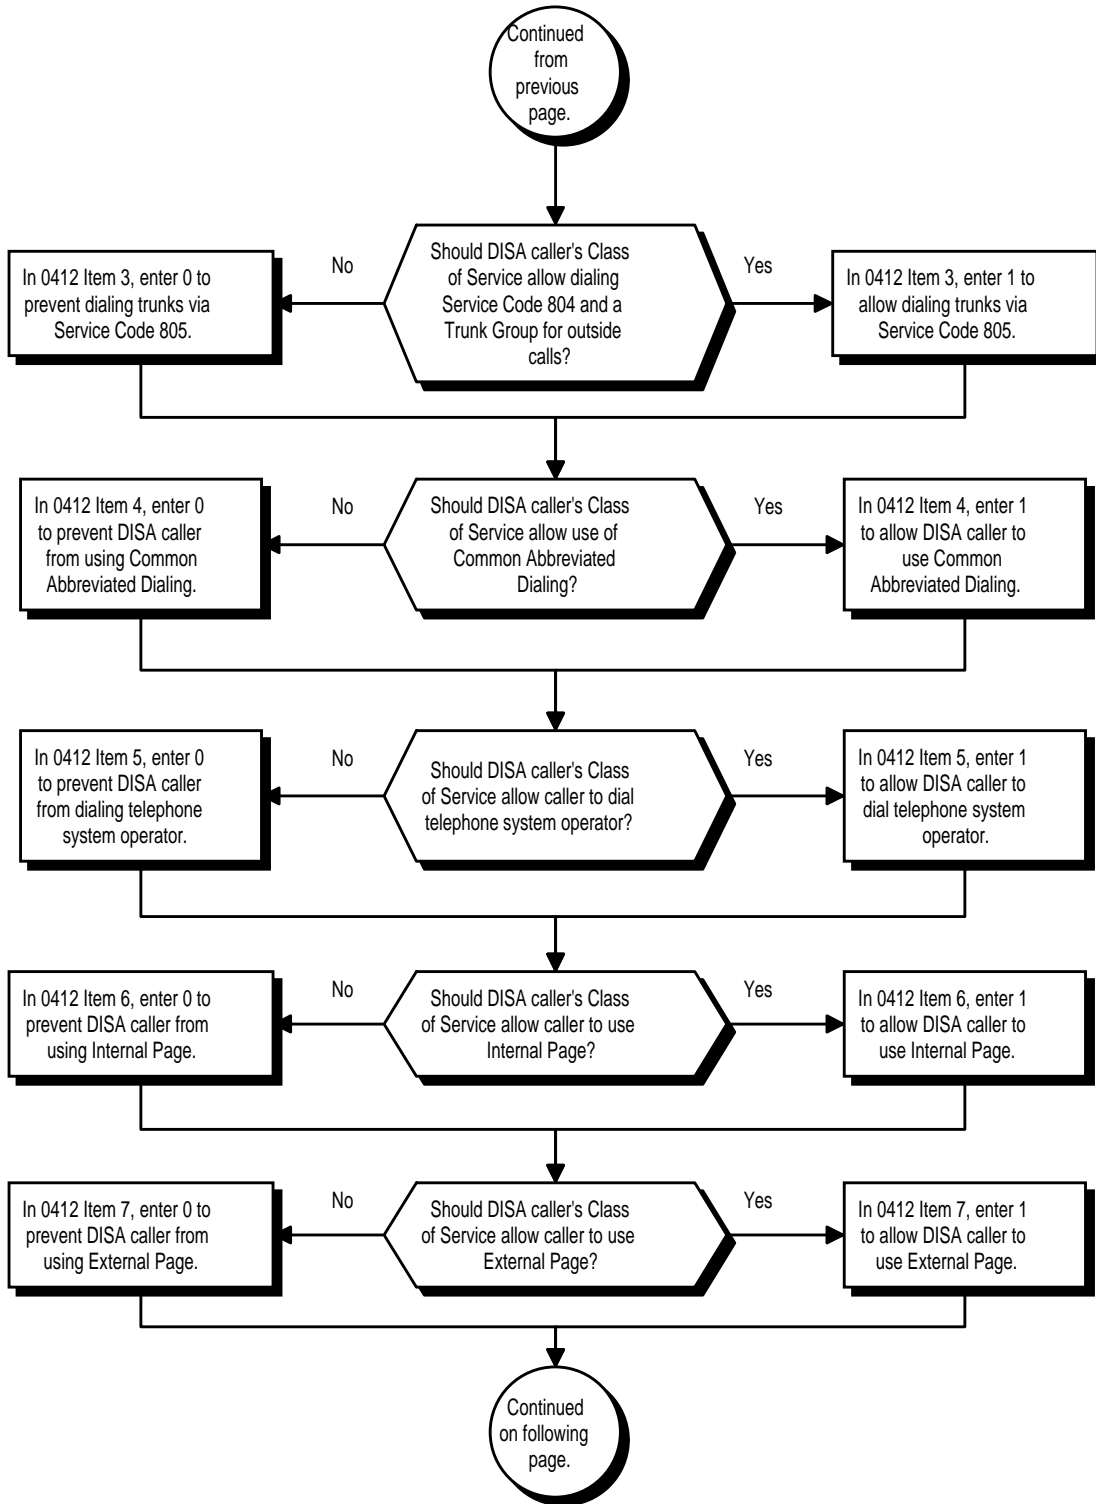 Continued
from
previous
page.
Should DISA caller's Class
of Service allow dialing
Service Code 804 and a
Trunk Group for outside
calls?
No
Yes
In 0412 Item 3, enter 0 to
prevent dialing trunks via
Service Code 805.
In 0412 Item 3, enter 1 to
allow dialing trunks via
Service Code 805.
Should DISA caller's Class
of Service allow use of
Common Abbreviated
Dialing?
No
Yes
In 0412 Item 4, enter 0
to prevent DISA caller
from using Common
Abbreviated Dialing.
In 0412 Item 4, enter 1
to allow DISA caller to
use Common
Abbreviated Dialing.
Should DISA caller's Class
of Service allow caller to dial
telephone system operator?
No
Yes
In 0412 Item 5, enter 0
to prevent DISA caller
from dialing telephone
system operator.
In 0412 Item 5, enter 1
to allow DISA caller to
dial telephone system
operator.
Should DISA caller's Class
of Service allow caller to use
Internal Page?
No
Yes
In 0412 Item 6, enter 0 to
prevent DISA caller from
using Internal Page.
In 0412 Item 6, enter 1
to allow DISA caller to
use Internal Page.
Should DISA caller's Class
of Service allow caller to use
External Page?
No
Yes
In 0412 Item 7, enter 0 to
prevent DISA caller from
using External Page.
In 0412 Item 7, enter 1
to allow DISA caller to
use External Page.
Continued
on following
page.